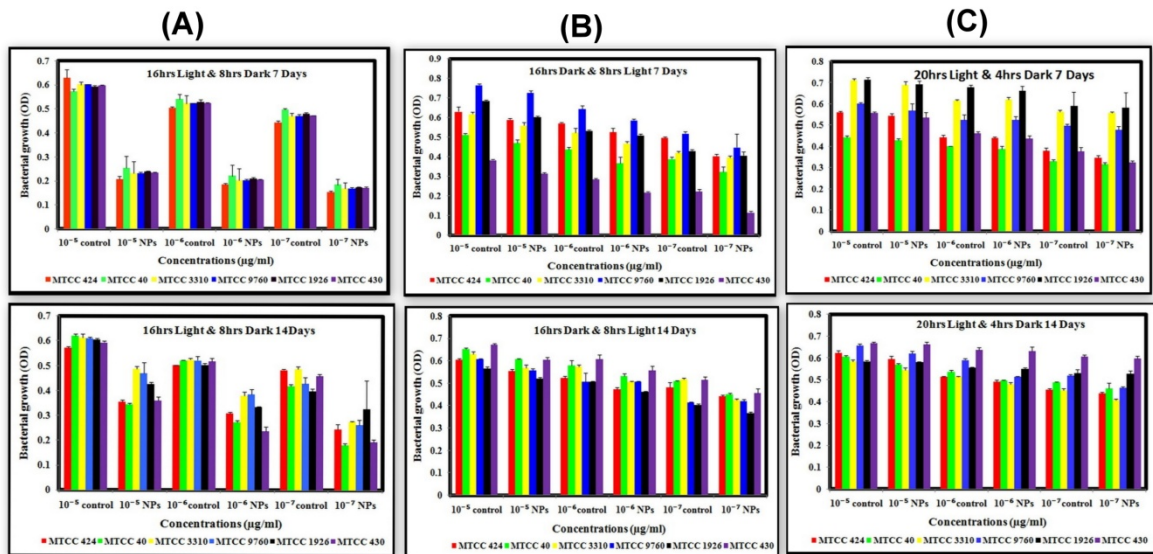 (A)
(B)
(C)
16hrs Light & 8hrs Dark 7 Days
Bacterial growth (OD)
0.7
0.6
0.5
0.4
0.3
0.2
0.1
0
10⁻⁵ control 10⁻⁵ NPs 10⁻⁶ control 10⁻⁶ NPs 10⁻⁷ control 10⁻⁷ NPs
Concentrations (µg/ml)
MTCC 424 MTCC 40 MTCC 3310 MTCC 9760 MTCC 1926 MTCC 430
16hrs Dark & 8hrs Light 7 Days
Bacterial growth (OD)
0.9
0.8
0.7
0.6
0.5
0.4
0.3
0.2
0.1
0
10⁻⁵ control 10⁻⁵ NPs 10⁻⁶ control 10⁻⁶ NPs 10⁻⁷ control 10⁻⁷ NPs
Concentrations (µg/ml)
MTCC 424 MTCC 40 MTCC 3310 MTCC 9760 MTCC 1926 MTCC 430
20hrs Light & 4hrs Dark 7 Days
Bacterial growth (OD)
0.8
0.7
0.6
0.5
0.4
0.3
0.2
0.1
0
10⁻⁵ control 10⁻⁵ NPs 10⁻⁶ control 10⁻⁶ NPs 10⁻⁷ control 10⁻⁷ NPs
Concentrations (µg/ml)
MTCC 424 MTCC 40 MTCC 3310 MTCC 9760 MTCC 1926 MTCC 430
16hrs Light & 8hrs Dark 14Days
Bacterial growth (OD)
0.7
0.6
0.5
0.4
0.3
0.2
0.1
0
10⁻⁵ control 10⁻⁵ NPs 10⁻⁶ control 10⁻⁶ NPs 10⁻⁷control 10⁻⁷ NPs
Concentrations (µg/ml)
MTCC 424 MTCC 40 MTCC 3310 MTCC 9760 MTCC 1926 MTCC 430
16hrs Dark & 8hrs Light 14 Days
Bacterial growth (OD)
0.8
0.7
0.6
0.5
0.4
0.3
0.2
0.1
0
10⁻⁵ control 10⁻⁵ NPs 10⁻⁶ control 10⁻⁶ NPs 10⁻⁷ control 10⁻⁷ NPs
Concentrations (µg/ml)
MTCC 424 MTCC 40 MTCC 3310 MTCC 9760 MTCC 1926 MTCC 430
20hrs Light & 4hrs Dark 14 Days
Bacterial growth (OD)
0.8
0.7
0.6
0.5
0.4
0.3
0.2
0.1
0
10⁻⁵ control 10⁻⁵ NPs 10⁻⁶ control 10⁻⁶ NPs 10⁻⁷ control 10⁻⁷ NPs
Concentrations (µg/ml)
MTCC 424 MTCC 40 MTCC 3310 MTCC 9760 MTCC 1926 MTCC 430